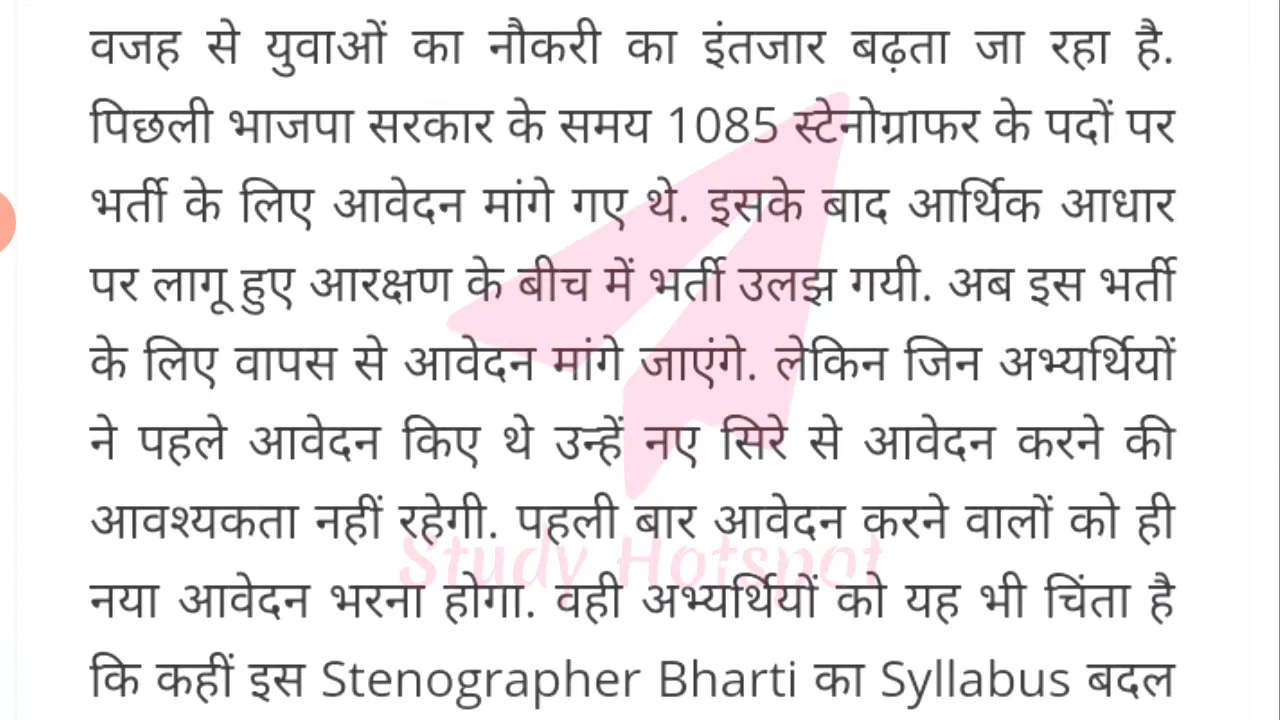 वजह से युवाओं का नौकरी का इंतजार बढ़ता जा रहा है.
पिछली भाजपा सरकार के समय 1085 स्टेनोग्राफर के पदों पर
भर्ती के लिए आवेदन मांगे गए थे. इसके बाद आर्थिक आधार
पर लागू हुए आरक्षण के बीच में भर्ती उलझ गयी. अब इस भर्ती
के लिए वापस से आवेदन मांगे जाएंगे. लेकिन जिन अभ्यर्थियों
ने पहले आवेदन किए थे उन्हें नए सिरे से आवेदन करने की
आवश्यकता नहीं रहेगी. पहली बार आवेदन करने वालों को ही
Study Hotspot
नया आवेदन भरना होगा. वही अभ्यर्थियों को यह भी चिंता है
कि कहीं इस Stenographer Bharti का Syllabus बदल